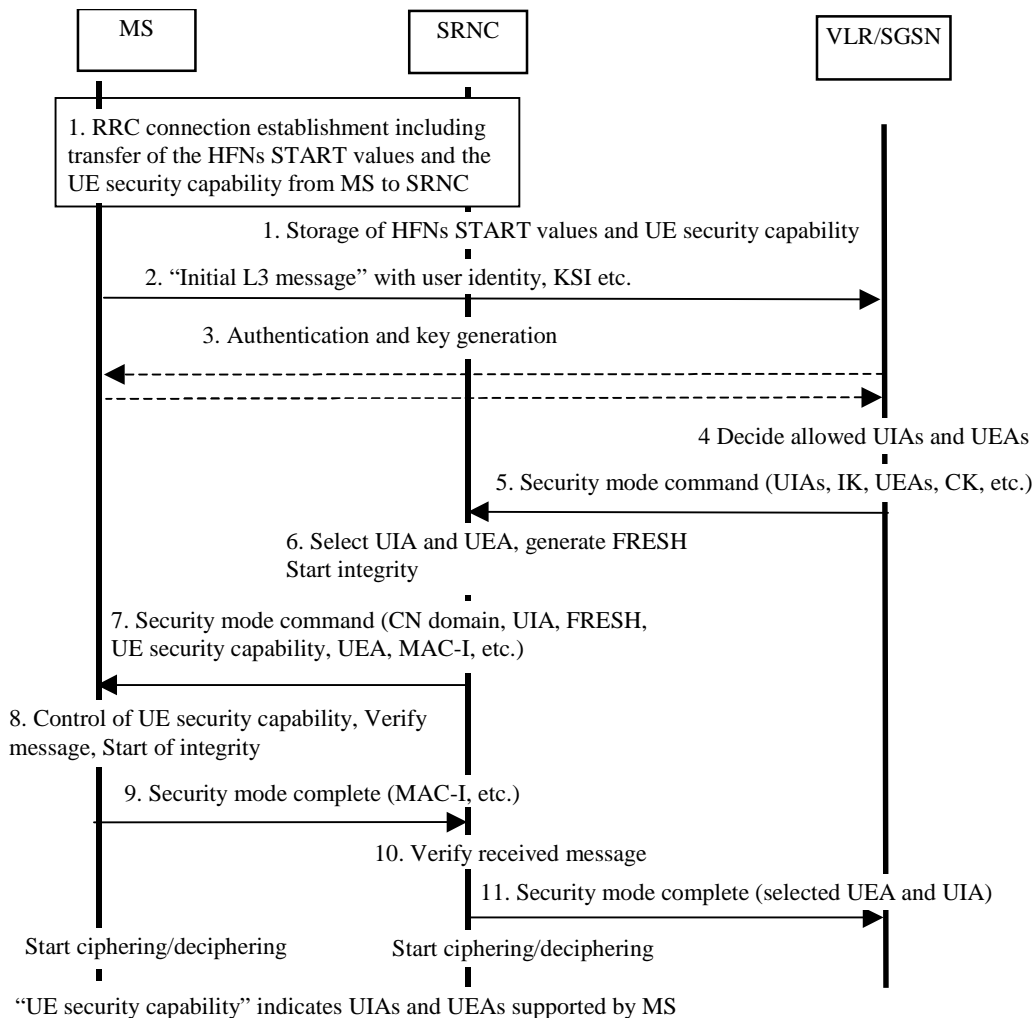 MS
SRNC
VLR/SGSN
1. RRC connection establishment including
transfer of the HFNs START values and the
UE security capability from MS to SRNC
1. Storage of HFNs START values and UE security capability
2. “Initial L3 message” with user identity, KSI etc.
3. Authentication and key generation
4 Decide allowed UIAs and UEAs
5. Security mode command (UIAs, IK, UEAs, CK, etc.)
6. Select UIA and UEA, generate FRESH
Start integrity
7. Security mode command (CN domain, UIA, FRESH,
UE security capability, UEA, MAC-I, etc.)
8. Control of UE security capability, Verify
message, Start of integrity
9. Security mode complete (MAC-I, etc.)
10. Verify received message
11. Security mode complete (selected UEA and UIA)
Start ciphering/deciphering
Start ciphering/deciphering
“UE security capability” indicates UIAs and UEAs supported by MS